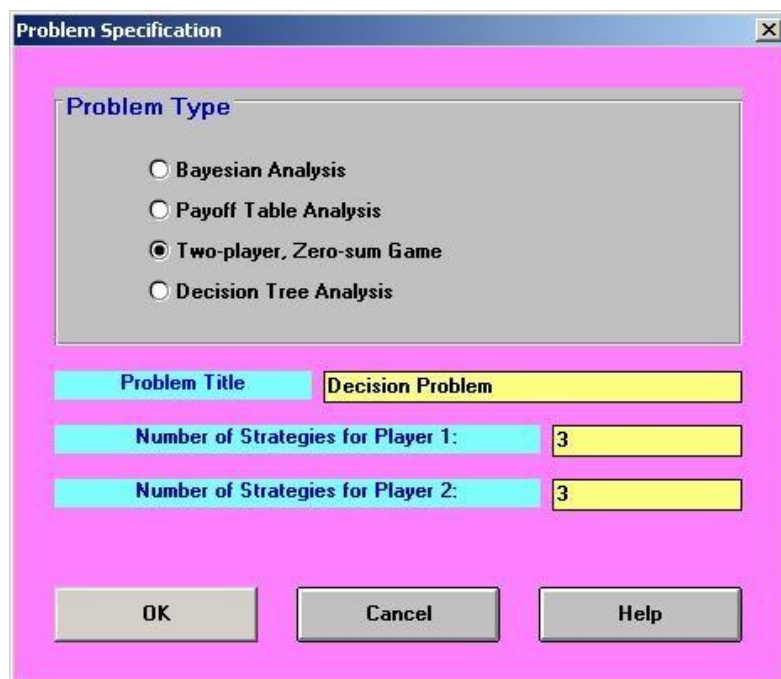 Problem Specification
Problem Type
Bayesian Analysis
Payoff Table Analysis
Two-player, Zero-sum Game
Decision Tree Analysis
Problem Title Decision Problem
Number of Strategies for Player 1: 3
Number of Strategies for Player 2: 3
OK Cancel Help